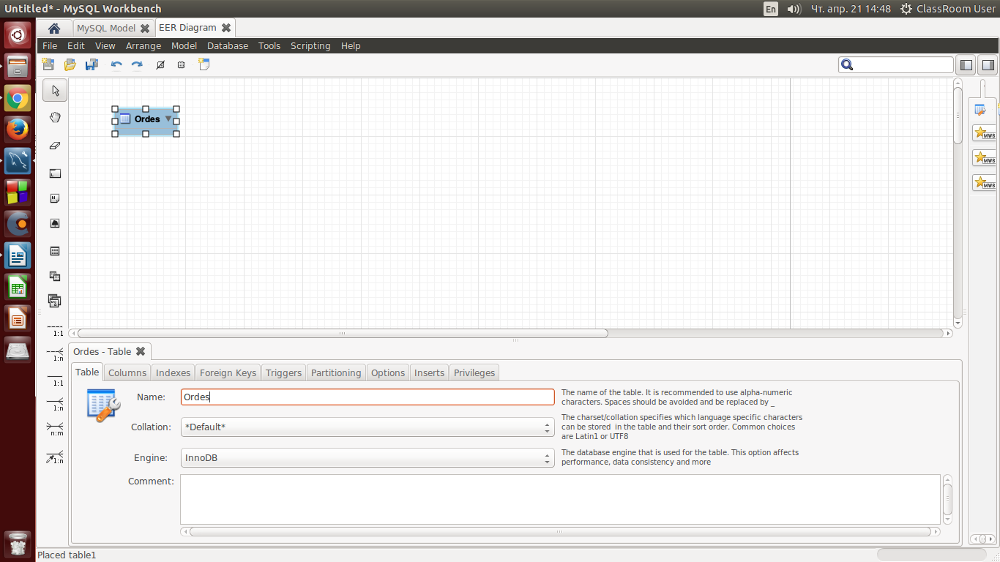 Untitled* - MySQL Workbench
En
Чт. апр. 21 14:48
ClassRoom User
MySQL Model
EER Diagram
File Edit View Arrange Model Database Tools Scripting Help
Ordes
MWB
MWB
MWB
1:1
1:n
1:1
1:n
n:m
1:n
Ordes - Table
Table Columns Indexes Foreign Keys Triggers Partitioning Options Inserts Privileges
Name:
Ordes
The name of the table. It is recommended to use alpha-numeric
characters. Spaces should be avoided and be replaced by _
Collation:
*Default*
The charset/collation specifies which language specific characters
can be stored in the table and their sort order. Common choices
are Latin1 or UTF8
Engine:
InnoDB
The database engine that is used for the table. This option affects
performance, data consistency and more
Comment:
Placed table1